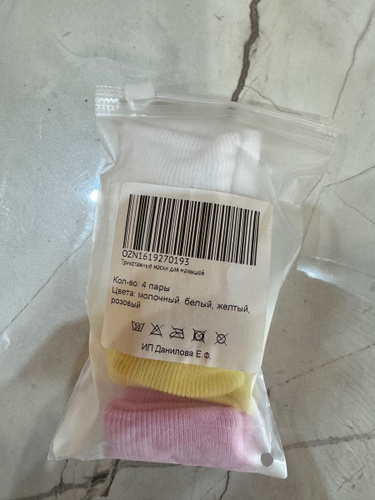 OZN1619270193
Трикотажные носки для малышей
Кол-во: 4 пары
Цвета: молочный белый, желтый,
розовый
ИП Данилова Е.Ф.